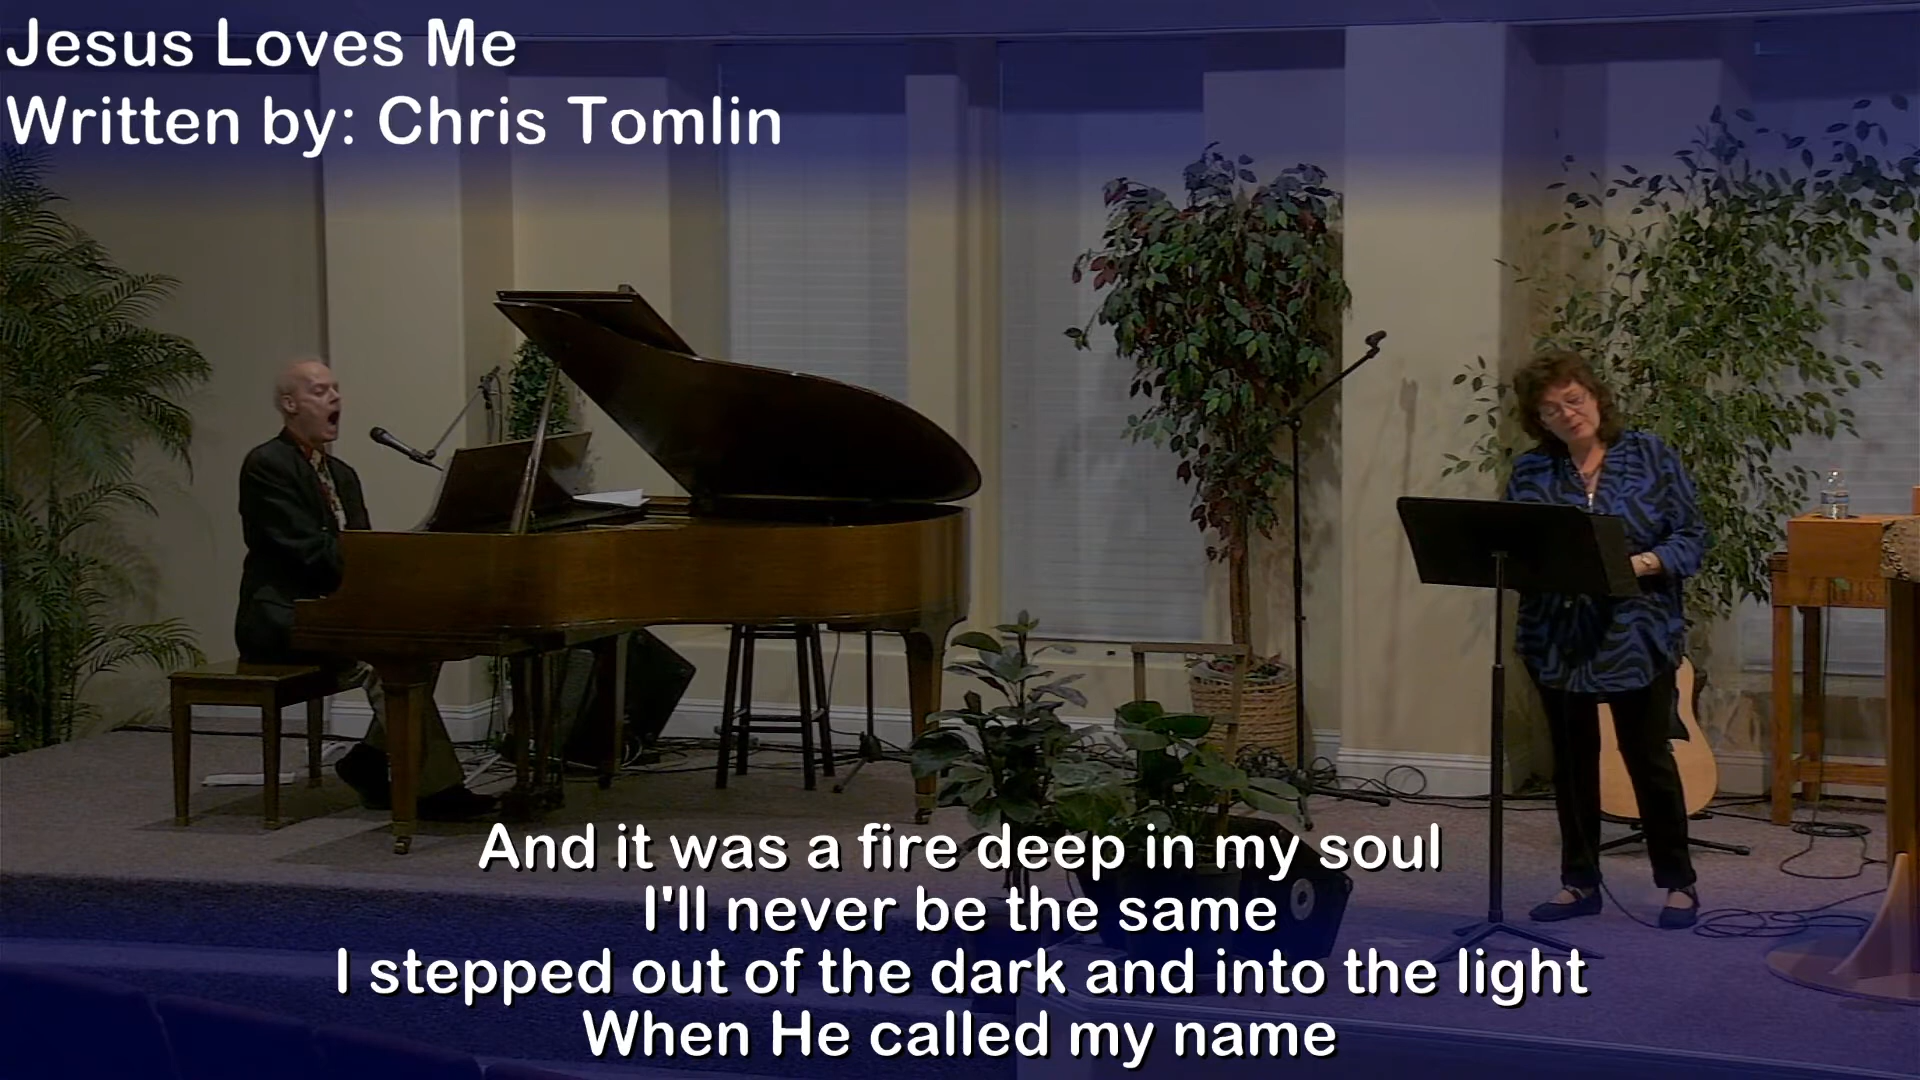 Jesus Loves Me
Written by: Chris Tomlin
And it was a fire deep in my soul
I'll never be the same
I stepped out of the dark and into the light
When He called my name